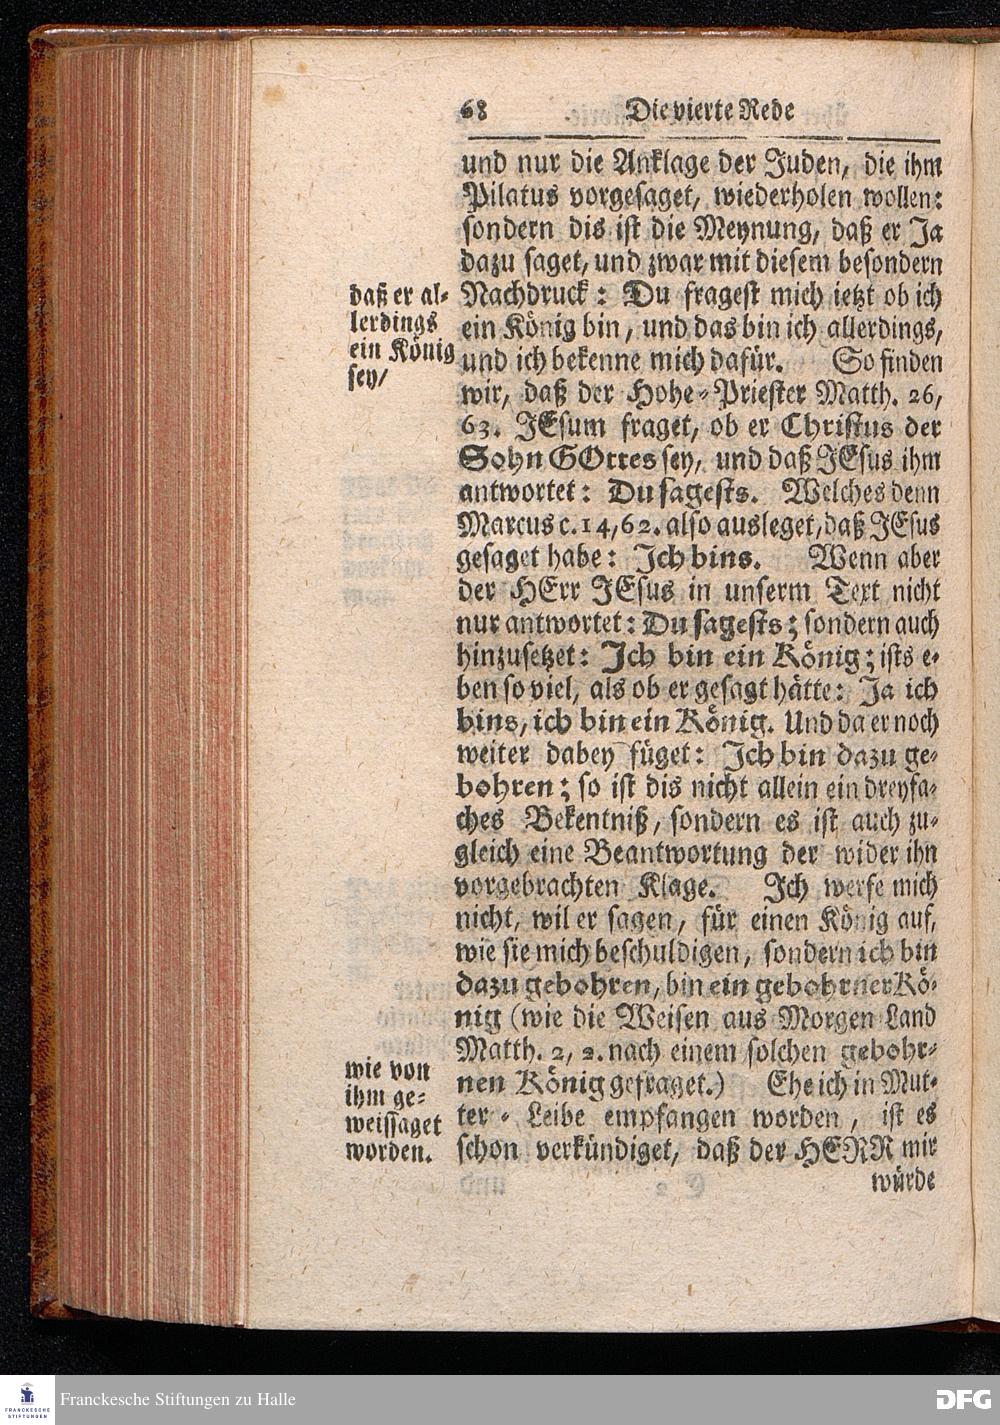 68 Die vierte Rede
und nur die Anklage der Juden, die ihm
Pilatus vorgesaget, wiederholen wollen:
sondern dis ist die Meynung, daß er Ja
dazu saget, und zwar mit diesem besondern
Nachdruck: Du fragest mich ietzt ob ich
ein König bin, und das bin ich allerdings,
und ich bekenne mich dafür. So finden
wir, daß der Hohe-Priester Matth. 26,
63. JEsum fraget, ob er Christus der
Sohn GOttes sey, und daß JEsus ihm
antwortet: Du sagests. Welches denn
Marcus c. 14, 62. also ausleget, daß JEsus
gesaget habe: Ich bins. Wenn aber
der HErr JEsus in unserm Text nicht
nur antwortet: Du sagests; sondern auch
hinzusetzet: Ich bin ein König; ists e-
ben so viel, als ob er gesagt hätte: Ja ich
bins, ich bin ein König. Und da er noch
weiter dabey füget: Ich bin dazu ge-
bohren; so ist dis nicht allein ein dreyfa-
ches Bekentniß, sondern es ist auch zu-
gleich eine Beantwortung der wider ihn
vorgebrachten Klage. Ich werfe mich
nicht, wil er sagen, für einen König auf,
wie sie mich beschuldigen, sondern ich bin
dazu gebohren, bin ein gebohrner Kö-
nig (wie die Weisen aus Morgen Land
Matth. 2, 2. nach einem solchen gebohr-
nen König gefraget.) Ehe ich in Mut-
ter-Leibe empfangen worden, ist es
schon verkündiget, daß der HERR mir
würde
daß er al-
lerdings
ein König
sey/
wie von
ihm ge-
weissaget
worden.
FRANCKESCHE
STIFTUNGEN
Franckesche Stiftungen zu Halle
DFG